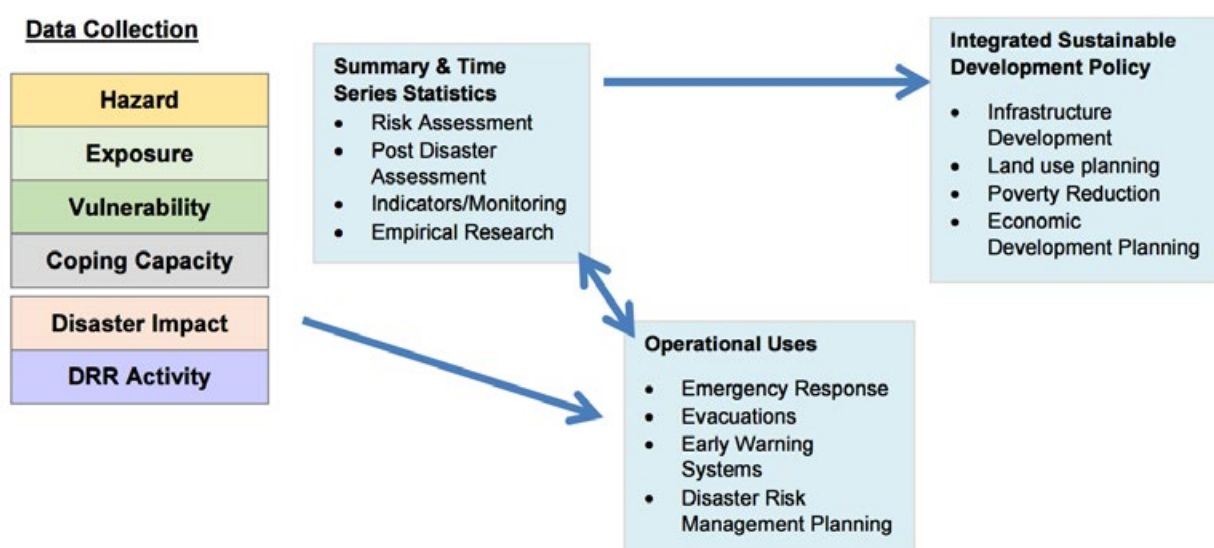 Data Collection
Hazard
Exposure
Vulnerability
Coping Capacity
Disaster Impact
DRR Activity
Summary & Time
Series Statistics
• Risk Assessment
• Post Disaster
Assessment
• Indicators/Monitoring
• Empirical Research
Operational Uses
• Emergency Response
• Evacuations
• Early Warning
Systems
• Disaster Risk
Management Planning
Integrated Sustainable
Development Policy
• Infrastructure
Development
• Land use planning
• Poverty Reduction
• Economic
Development Planning